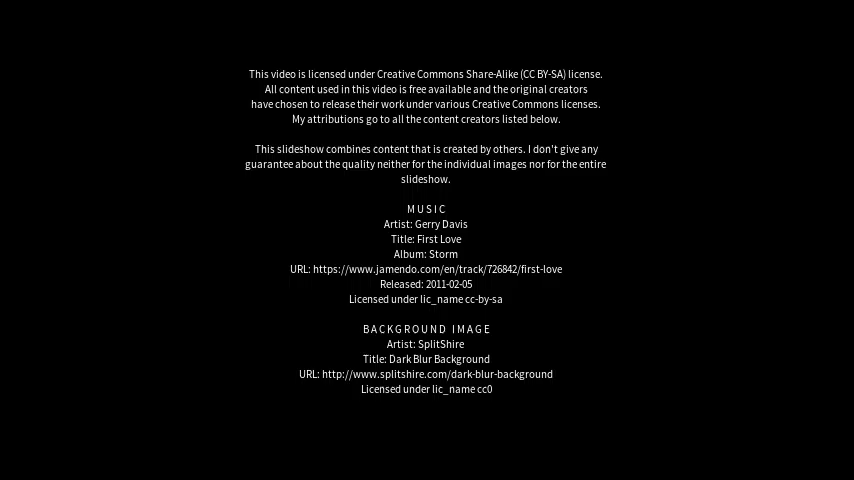 This video is licensed under Creative Commons Share-Alike (CC BY-SA) license.
All content used in this video is free available and the original creators
have chosen to release their work under various Creative Commons licenses.
My attributions go to all the content creators listed below.
This slideshow combines content that is created by others. I don't give any
guarantee about the quality neither for the individual images nor for the entire
slideshow.
MUSIC
Artist: Gerry Davis
Title: First Love
Album: Storm
URL: https://www.jamendo.com/en/track/726842/first-love
Released: 2011-02-05
Licensed under lic_name cc-by-sa
BACKGROUND IMAGE
Artist: SplitShire
Title: Dark Blur Background
URL: http://www.splitshire.com/dark-blur-background
Licensed under lic_name cc0